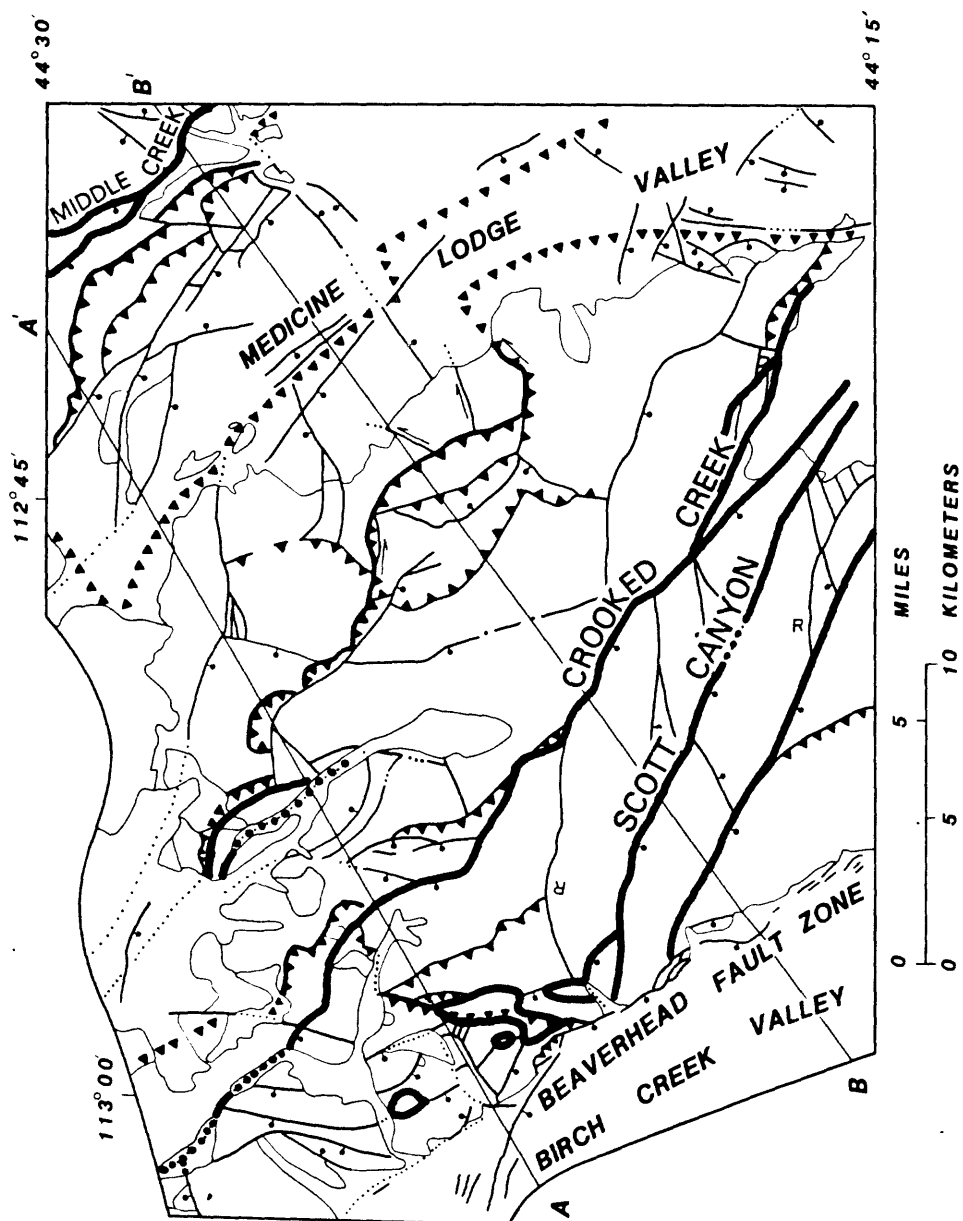 44° 30′
B′
44° 15′
MIDDLE CREEK
A′
MEDICINE LODGE VALLEY
112° 45′
CROOKED CREEK
SCOTT CANYON
R
R
R
BEAVERHEAD FAULT ZONE
BIRCH CREEK VALLEY
113° 00′
A
B
MILES
0 5
KILOMETERS
0 5 10